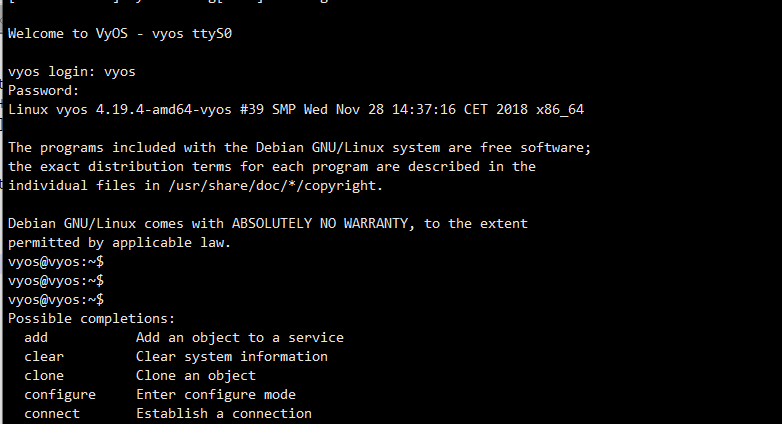 Welcome to VyOS - vyos ttyS0
vyos login: vyos
Password:
Linux vyos 4.19.4-amd64-vyos #39 SMP Wed Nov 28 14:37:16 CET 2018 x86_64
The programs included with the Debian GNU/Linux system are free software;
the exact distribution terms for each program are described in the
individual files in /usr/share/doc/*/copyright.
Debian GNU/Linux comes with ABSOLUTELY NO WARRANTY, to the extent
permitted by applicable law.
vyos@vyos:~$
vyos@vyos:~$
vyos@vyos:~$
Possible completions:
  add           Add an object to a service
  clear         Clear system information
  clone         Clone an object
  configure     Enter configure mode
  connect       Establish a connection